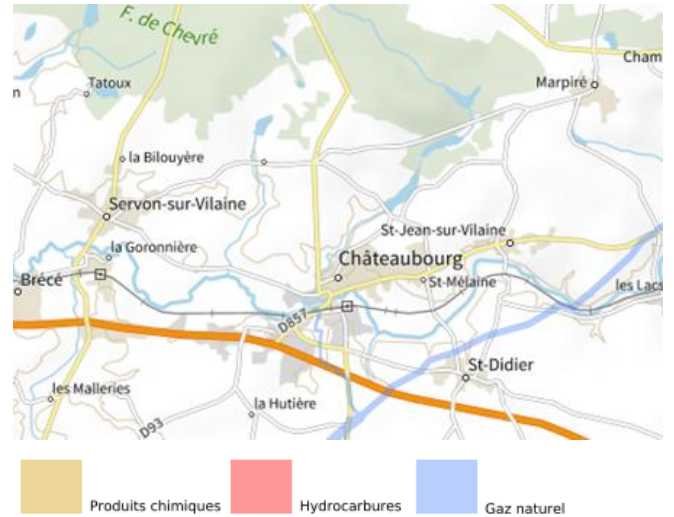 F. de Chevré
Cham
Tatoux
n
Marpiré
la Bilouyère
Servon-sur-Vilaine
St-Jean-sur-Vilaine
la Goronnière
Châteaubourg
Brécé
St-Mélaine
les Lacs
D857
St-Didier
les Malleries
la Hutière
D93
Produits chimiques
Hydrocarbures
Gaz naturel